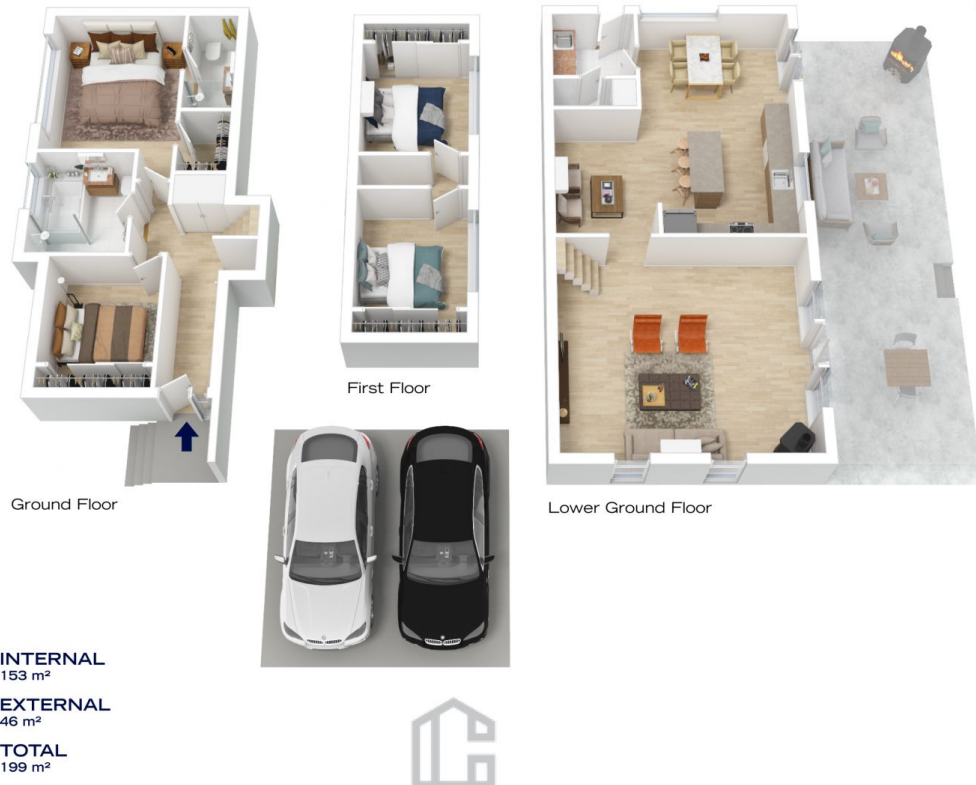 First Floor
Ground Floor
Lower Ground Floor
INTERNAL
153 m²
EXTERNAL
46 m²
TOTAL
199 m²